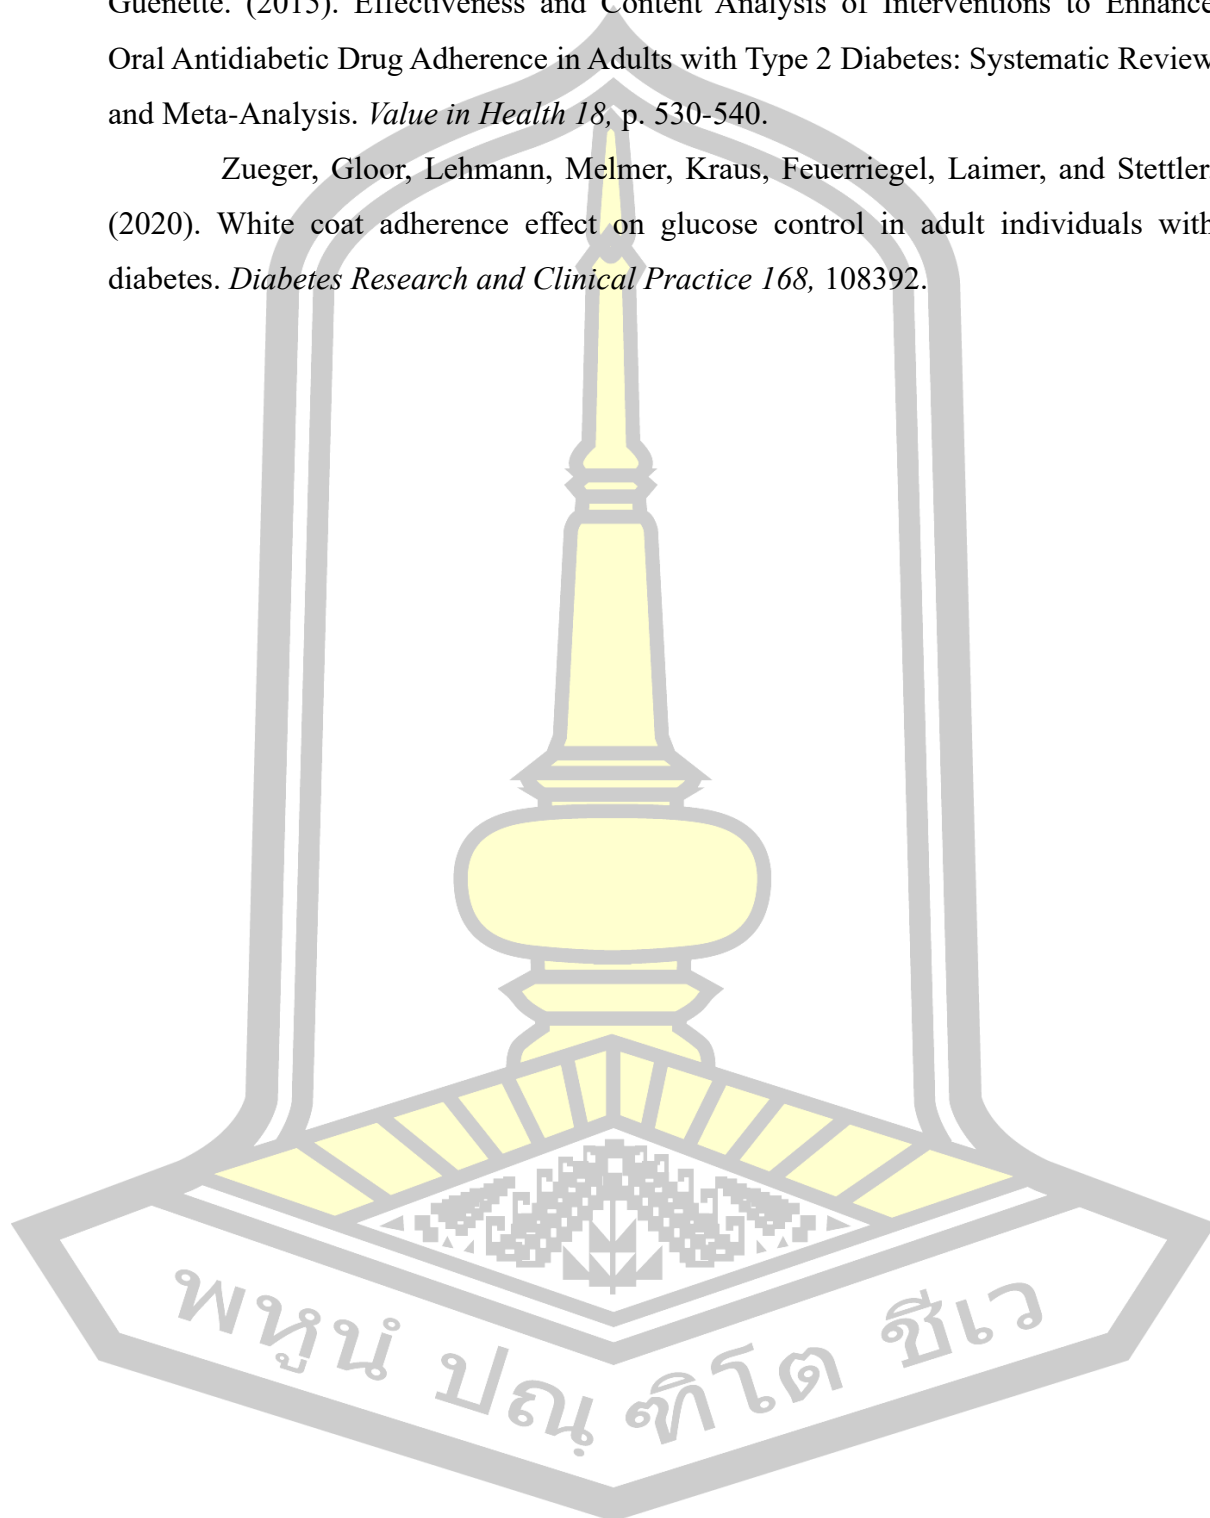 Guenette. (2015). Effectiveness and Content Analysis of Interventions to Enhance
Oral Antidiabetic Drug Adherence in Adults with Type 2 Diabetes: Systematic Review
and Meta-Analysis. Value in Health 18, p. 530-540.
Zueger, Gloor, Lehmann, Melmer, Kraus, Feuerriegel, Laimer, and Stettler.
(2020). White coat adherence effect on glucose control in adult individuals with
diabetes. Diabetes Research and Clinical Practice 168, 108392.
พหูนํ ปณฺฑิโต ชีเว